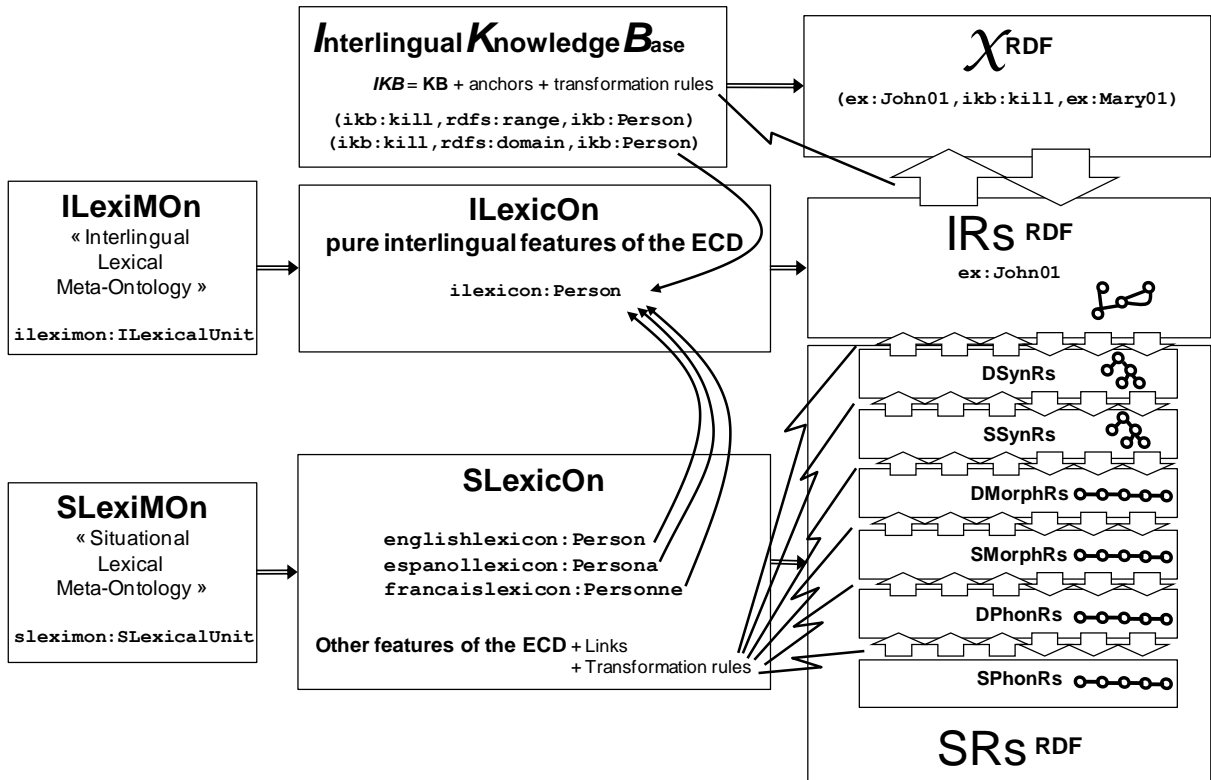 Interlingual Knowledge Base
IKB = KB + anchors + transformation rules
(ikb:kill,rdfs:range,ikb:Person)
(ikb:kill,rdfs:domain,ikb:Person)
χ RDF
(ex:John01,ikb:kill,ex:Mary01)
ILexiMOn
« Interlingual
Lexical
Meta-Ontology »
ileximon:ILexicalUnit
ILexicOn
pure interlingual features of the ECD
ilexicon:Person
IRs RDF
ex:John01
SLexiMOn
« Situational
Lexical
Meta-Ontology »
sleximon:SLexicalUnit
SLexicOn
englishlexicon:Person
espanollexicon:Persona
francaislexicon:Personne
Other features of the ECD + Links
+ Transformation rules
DSynRs
SSynRs
DMorphRs
SMorphRs
DPhonRs
SPhonRs
SRs RDF